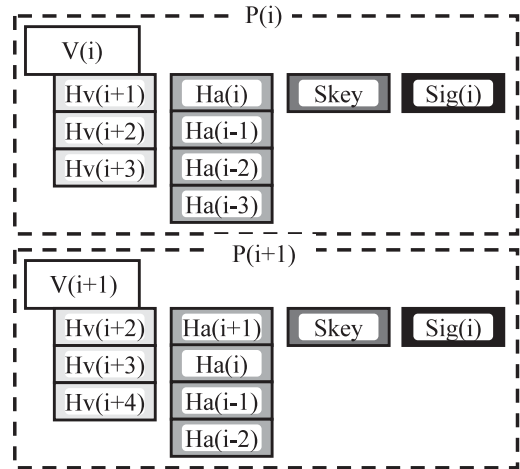 P(i)
V(i)
Hv(i+1) Ha(i) Skey Sig(i)
Hv(i+2) Ha(i-1)
Hv(i+3) Ha(i-2)
Ha(i-3)
P(i+1)
V(i+1)
Hv(i+2) Ha(i+1) Skey Sig(i)
Hv(i+3) Ha(i)
Hv(i+4) Ha(i-1)
Ha(i-2)